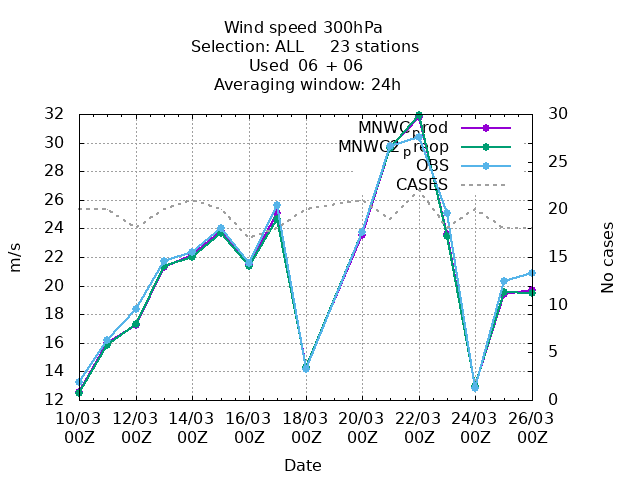 Wind speed 300hPa
Selection: ALL 23 stations
Used 06 + 06
Averaging window: 24h
MNWC_prod
MNWC2_preop
OBS
CASES
32
30
28
26
24
22
20
18
16
14
12
m/s
30
25
20
15
10
5
0
No cases
10/03 12/03 14/03 16/03 18/03 20/03 22/03 24/03 26/03
00Z 00Z 00Z 00Z 00Z 00Z 00Z 00Z 00Z
Date